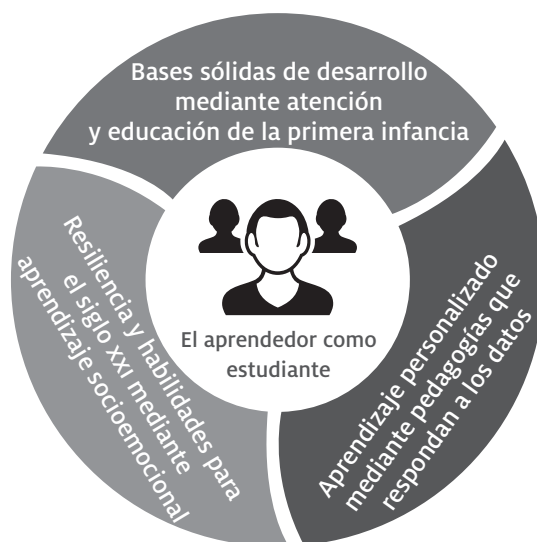 Bases sólidas de desarrollo
mediante atención
y educación de la primera infancia
Resiliencia y habilidades para
el siglo XXI mediante
aprendizaje socioemocional
El aprendedor como
estudiante
Aprendizaje personalizado
mediante pedagogías que
respondan a los datos